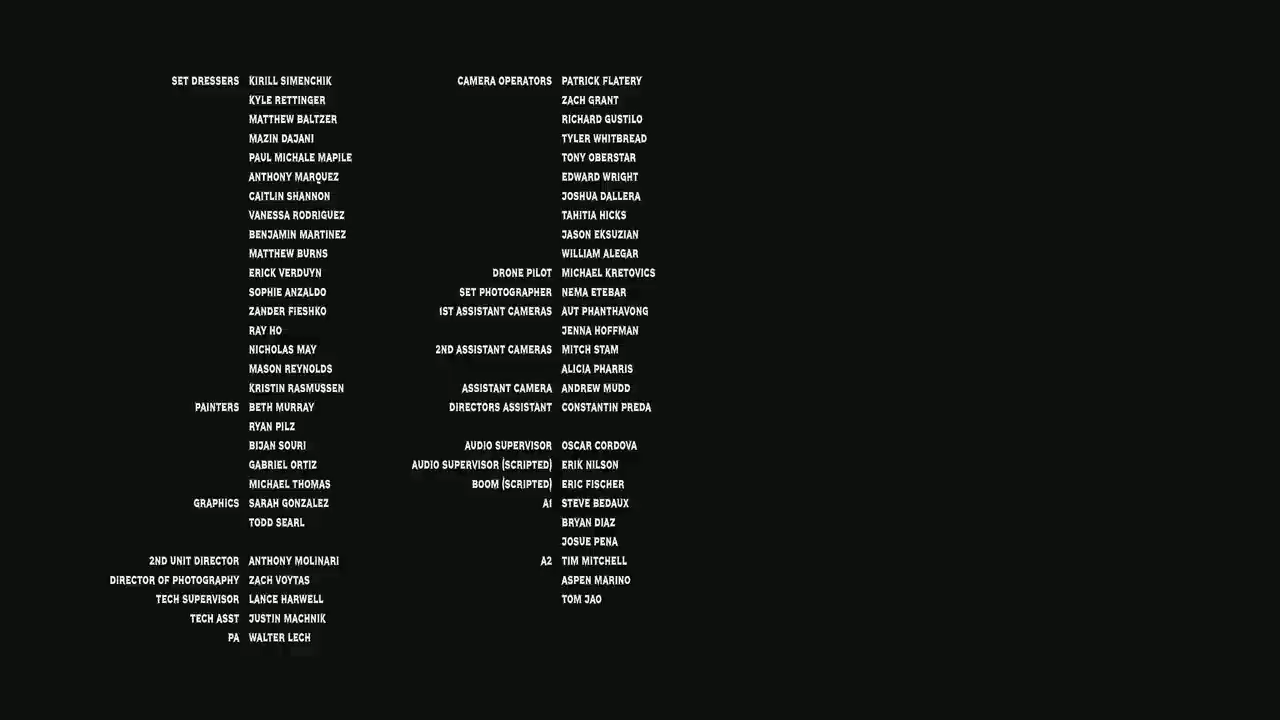 SET DRESSERS KIRILL SIMENCHIK
KYLE RETTINGER
MATTHEW BALTZER
MAZIN DAJANI
PAUL MICHALE MAPILE
ANTHONY MARQUEZ
CAITLIN SHANNON
VANESSA RODRIGUEZ
BENJAMIN MARTINEZ
MATTHEW BURNS
ERICK VERDUYN
SOPHIE ANZALDO
ZANDER FIESHKO
RAY HO
NICHOLAS MAY
MASON REYNOLDS
KRISTIN RASMUSSEN
PAINTERS BETH MURRAY
RYAN PILZ
BIJAN SOURI
GABRIEL ORTIZ
MICHAEL THOMAS
GRAPHICS SARAH GONZALEZ
TODD SEARL
2ND UNIT DIRECTOR ANTHONY MOLINARI
DIRECTOR OF PHOTOGRAPHY ZACH VOYTAS
TECH SUPERVISOR LANCE HARWELL
TECH ASST JUSTIN MACHNIK
PA WALTER LECH
CAMERA OPERATORS PATRICK FLATERY
ZACH GRANT
RICHARD GUSTILO
TYLER WHITBREAD
TONY OBERSTAR
EDWARD WRIGHT
JOSHUA DALLERA
TAHITIA HICKS
JASON EKSUZIAN
WILLIAM ALEGAR
DRONE PILOT MICHAEL KRETOVICS
SET PHOTOGRAPHER NEMA ETEBAR
1ST ASSISTANT CAMERAS AUT PHANTHAVONG
JENNA HOFFMAN
2ND ASSISTANT CAMERAS MITCH STAM
ALICIA PHARRIS
ASSISTANT CAMERA ANDREW MUDD
DIRECTORS ASSISTANT CONSTANTIN PREDA
AUDIO SUPERVISOR OSCAR CORDOVA
AUDIO SUPERVISOR (SCRIPTED) ERIK NILSON
BOOM (SCRIPTED) ERIC FISCHER
A1 STEVE BEDAUX
BRYAN DIAZ
JOSUE PENA
A2 TIM MITCHELL
ASPEN MARINO
TOM JAO